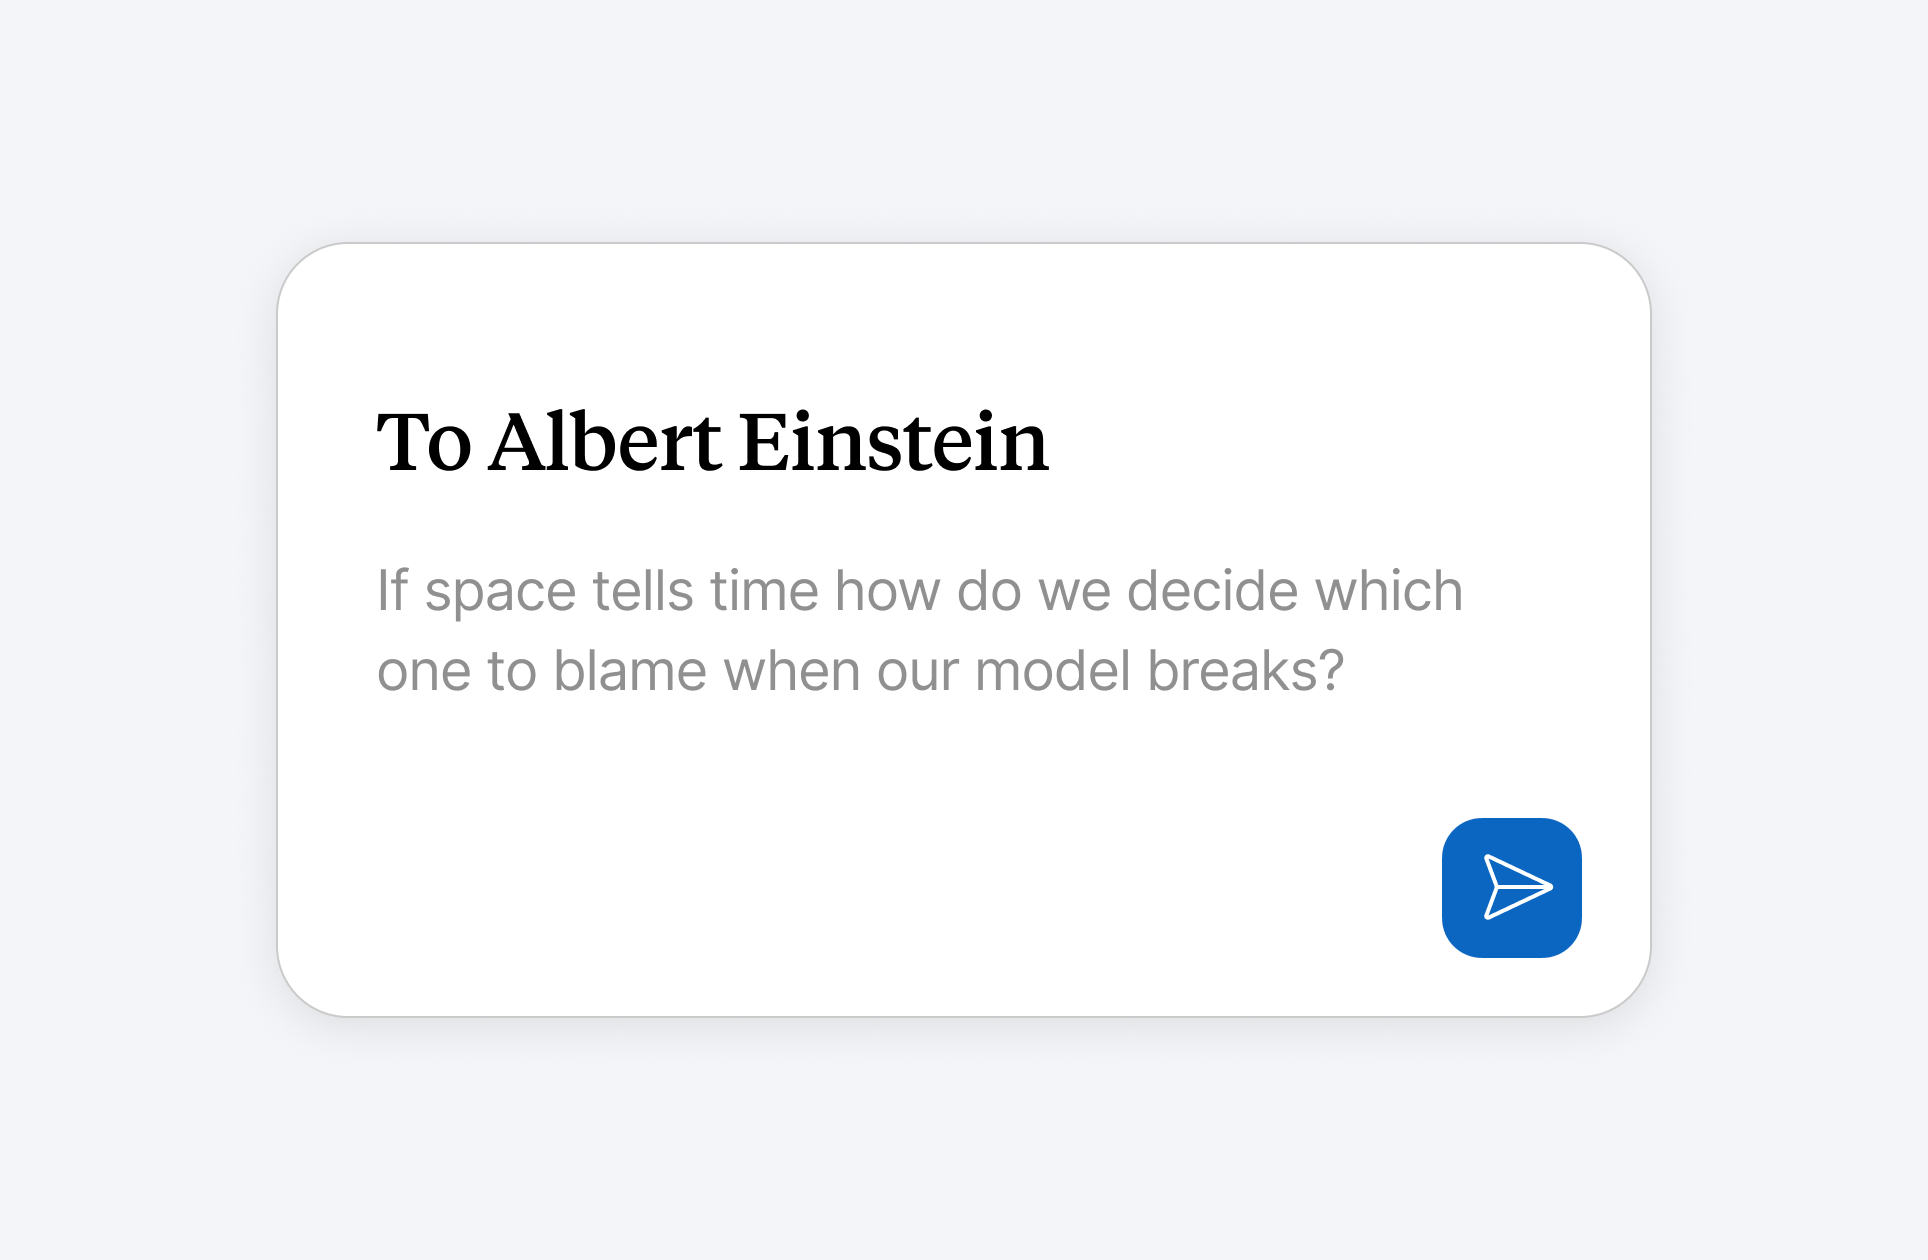 To Albert Einstein
If space tells time how do we decide which
one to blame when our model breaks?